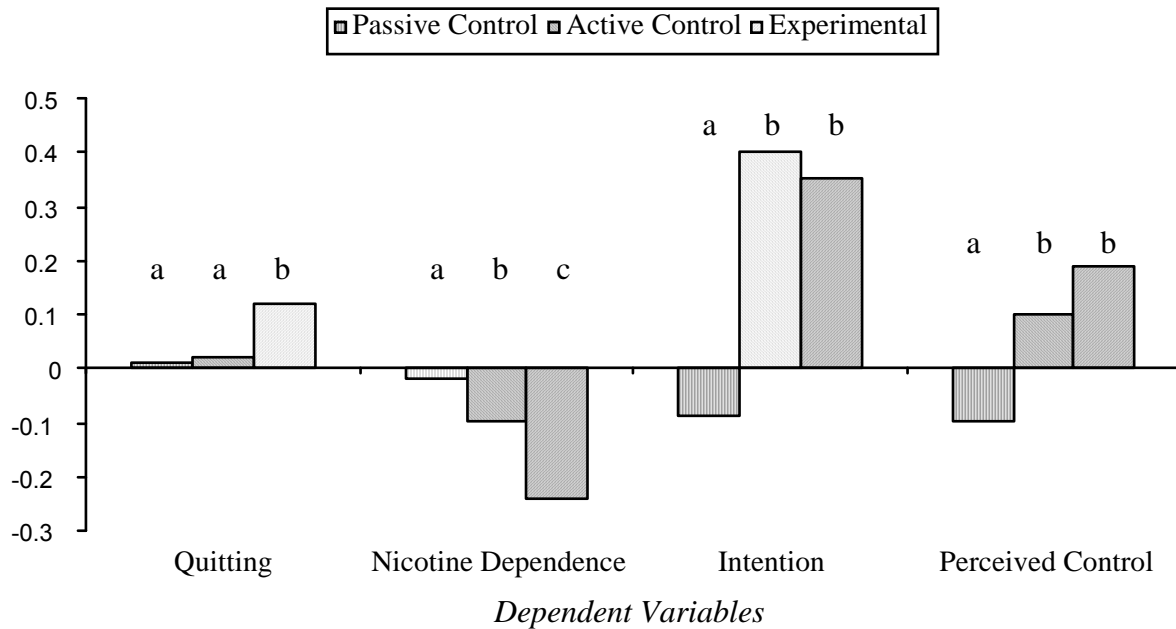 Passive Control Active Control Experimental
0.5
0.4
0.3
0.2
0.1
0
-0.1
-0.2
-0.3
a a b
a b c
a b b
a b b
Quitting Nicotine Dependence Intention Perceived Control
Dependent Variables